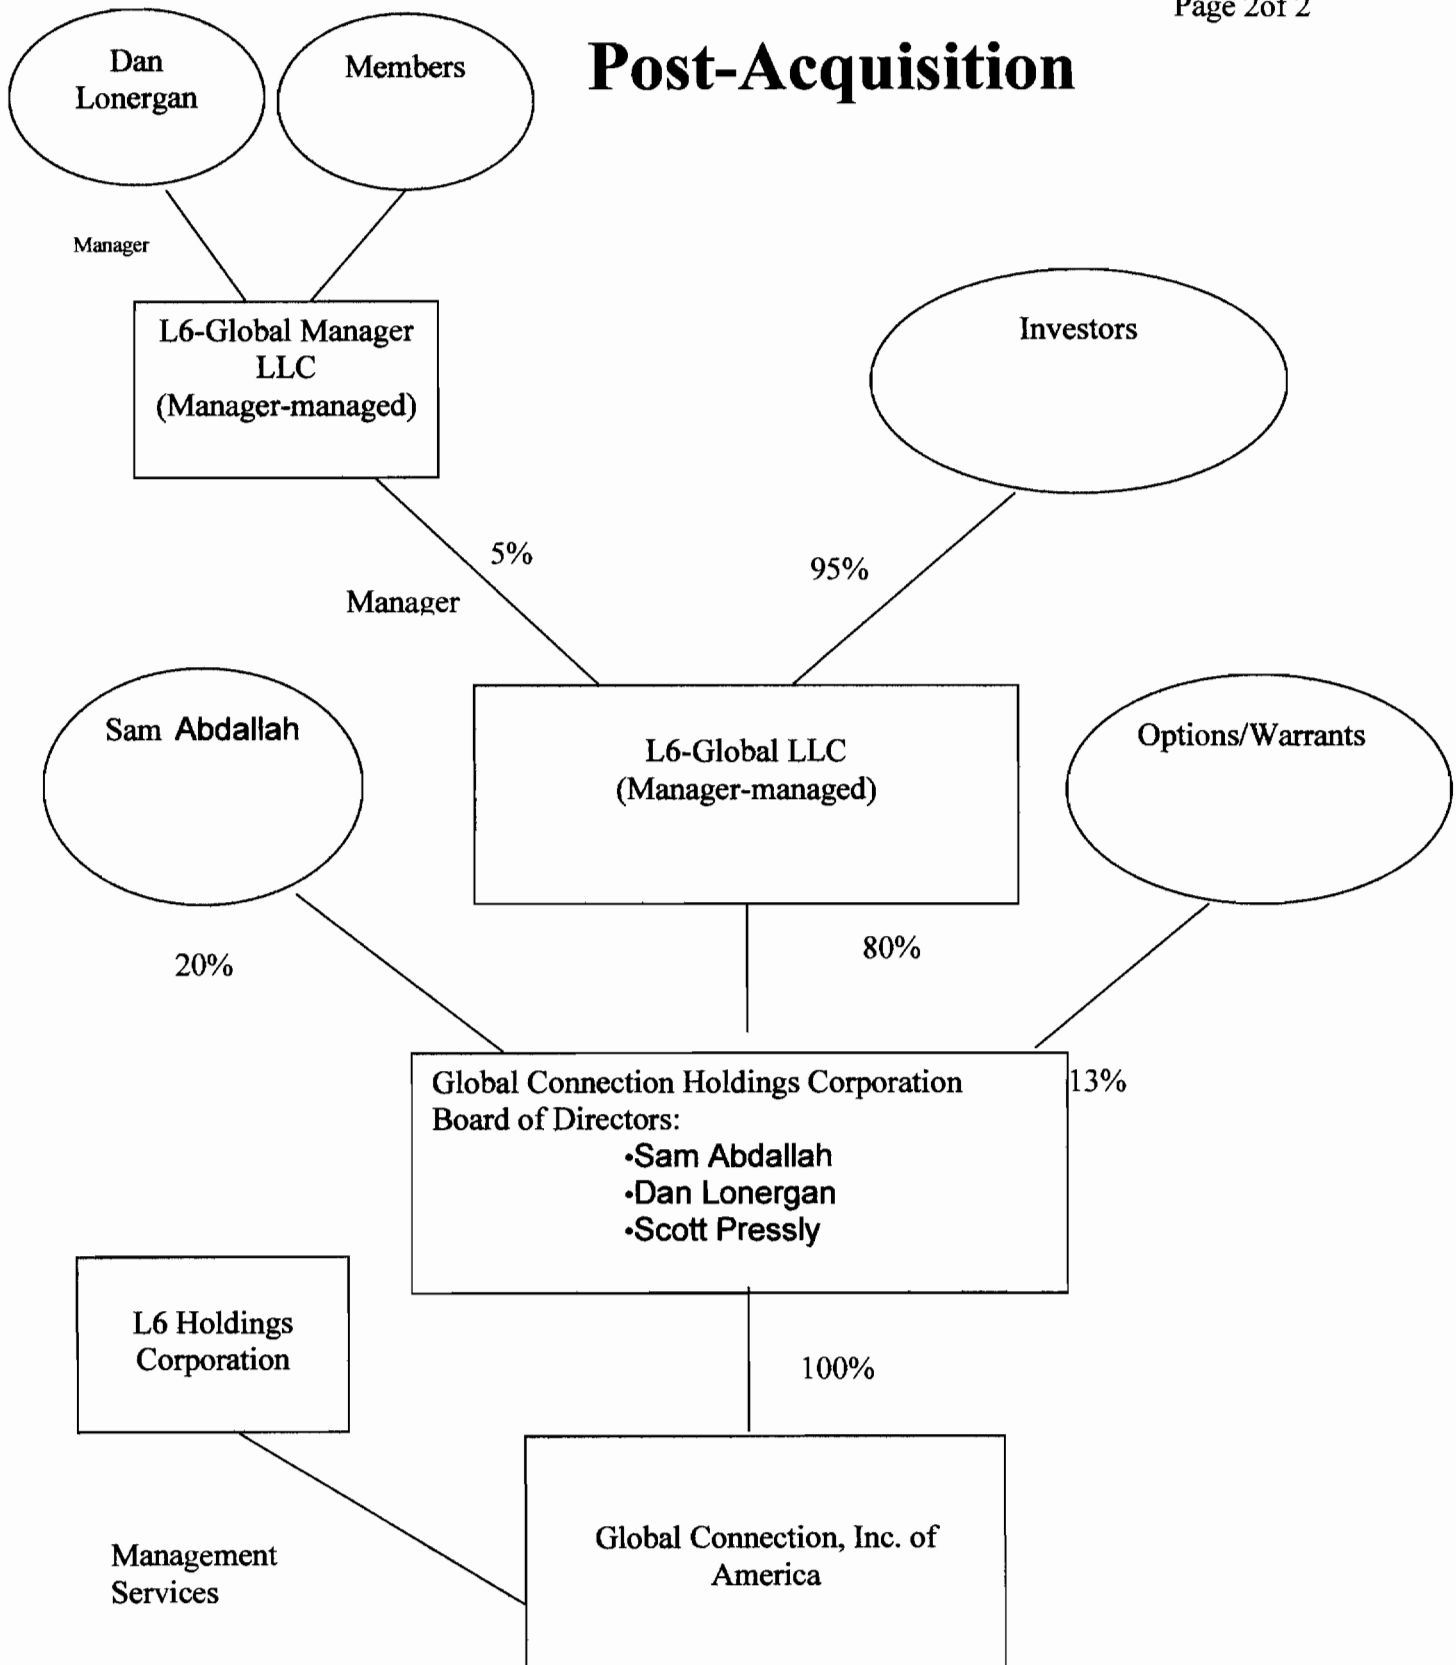 Page 2of 2
Post-Acquisition
Dan
Lonergan
Members
Manager
L6-Global Manager
LLC
(Manager-managed)
Investors
5%
95%
Manager
Sam Abdallah
L6-Global LLC
(Manager-managed)
Options/Warrants
20%
80%
Global Connection Holdings Corporation
Board of Directors:
•Sam Abdallah
•Dan Lonergan
•Scott Pressly
13%
L6 Holdings
Corporation
100%
Management
Services
Global Connection, Inc. of
America